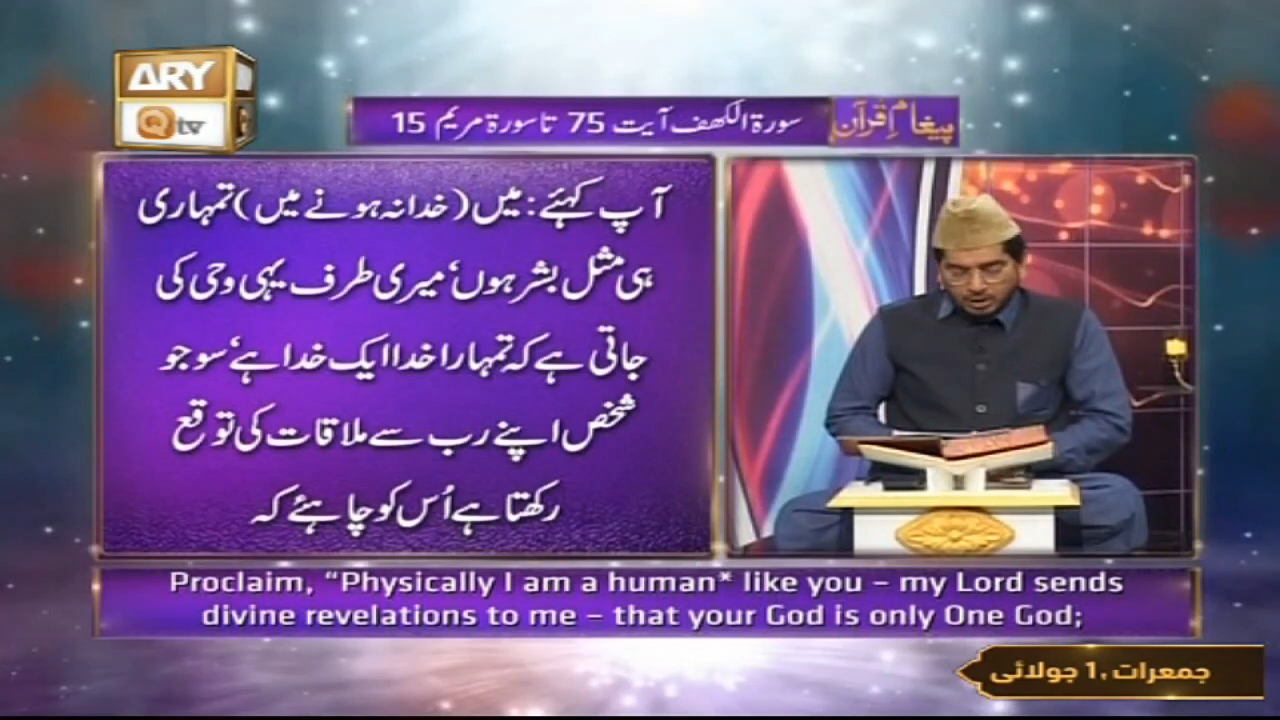 ARY
Qtv
پیغامِ قرآن
سورۃ الکھف آیت 75 تا سورۃ مریم 15
آپ کہئے: میں (خدا نہ ہونے میں) تمہاری
ہی مثل بشر ہوں، میری طرف یہی وحی کی
جاتی ہے کہ تمہارا خدا ایک خدا ہے، سو جو
شخص اپنے رب سے ملاقات کی توقع
رکھتا ہے اُس کو چاہئے کہ
Proclaim, “Physically I am a human* like you – my Lord sends
divine revelations to me – that your God is only One God;
جمعرات، 1 جولائی